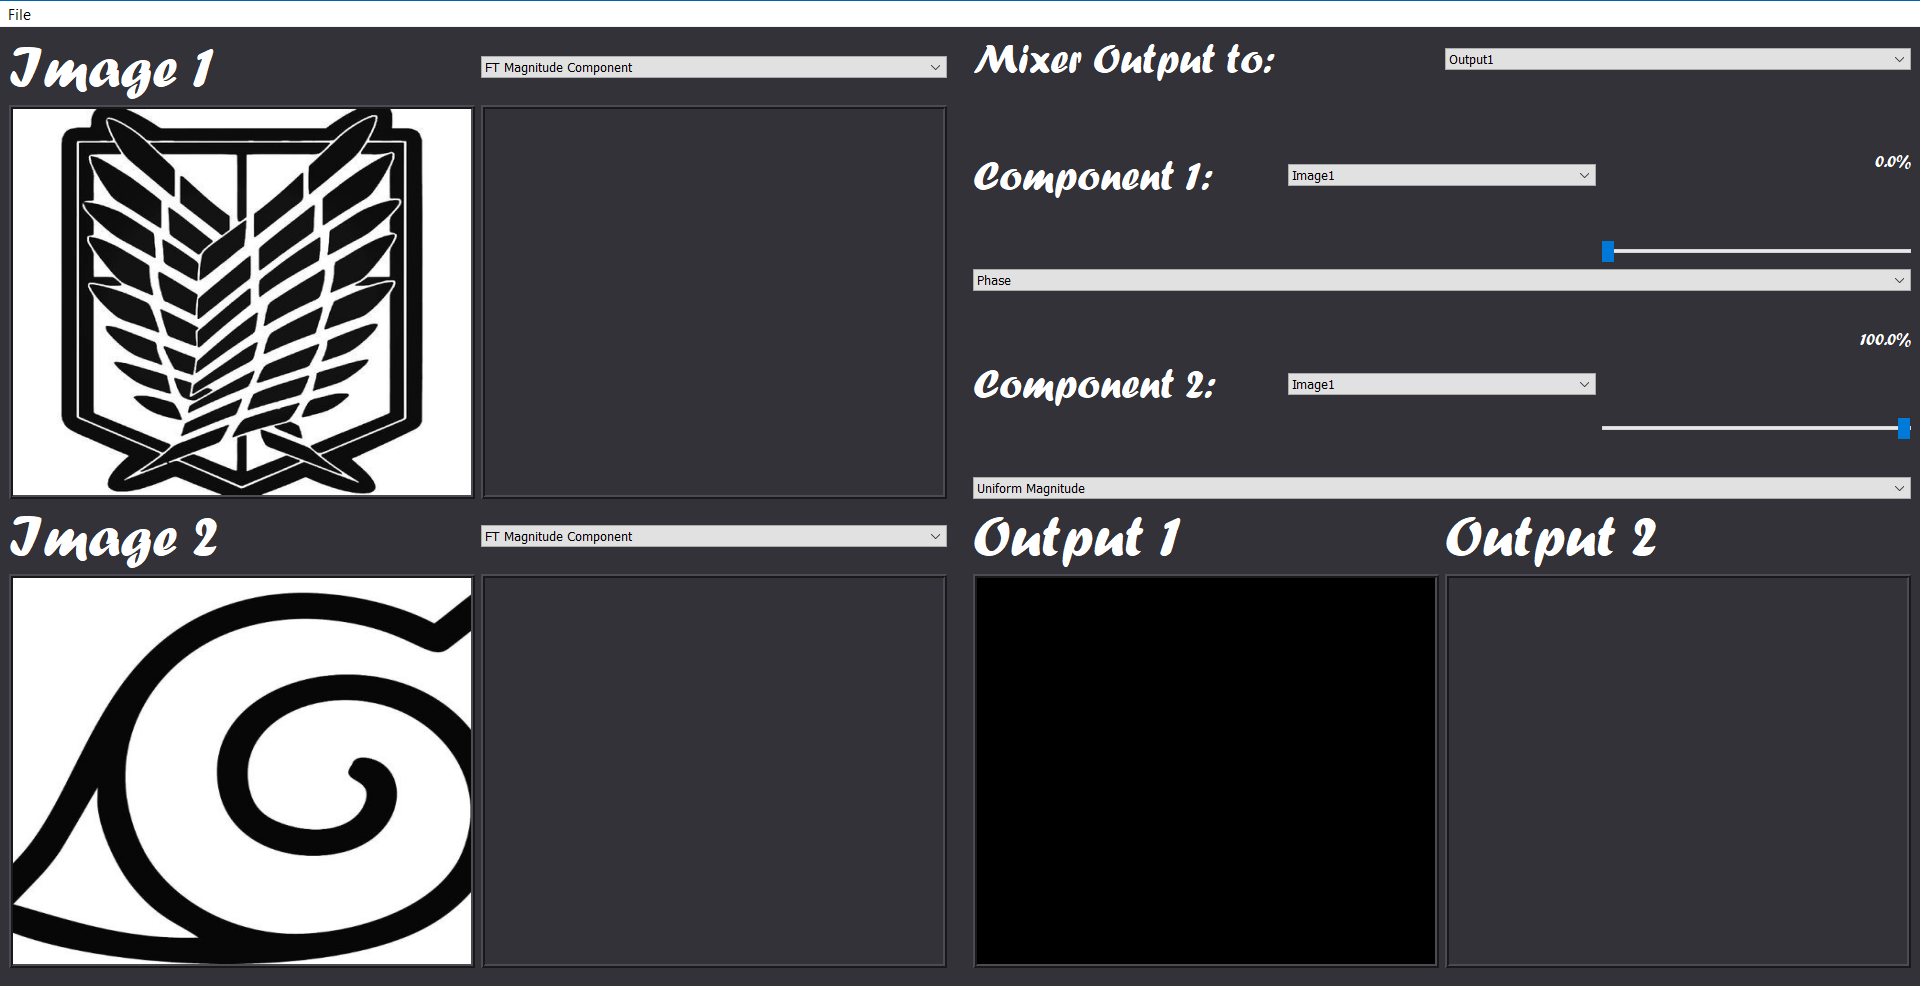 File
Image 1
FT Magnitude Component
Mixer Output to:
Output1
Component 1:
Image1
0.0%
Phase
100.0%
Component 2:
Image1
Uniform Magnitude
Image 2
FT Magnitude Component
Output 1
Output 2